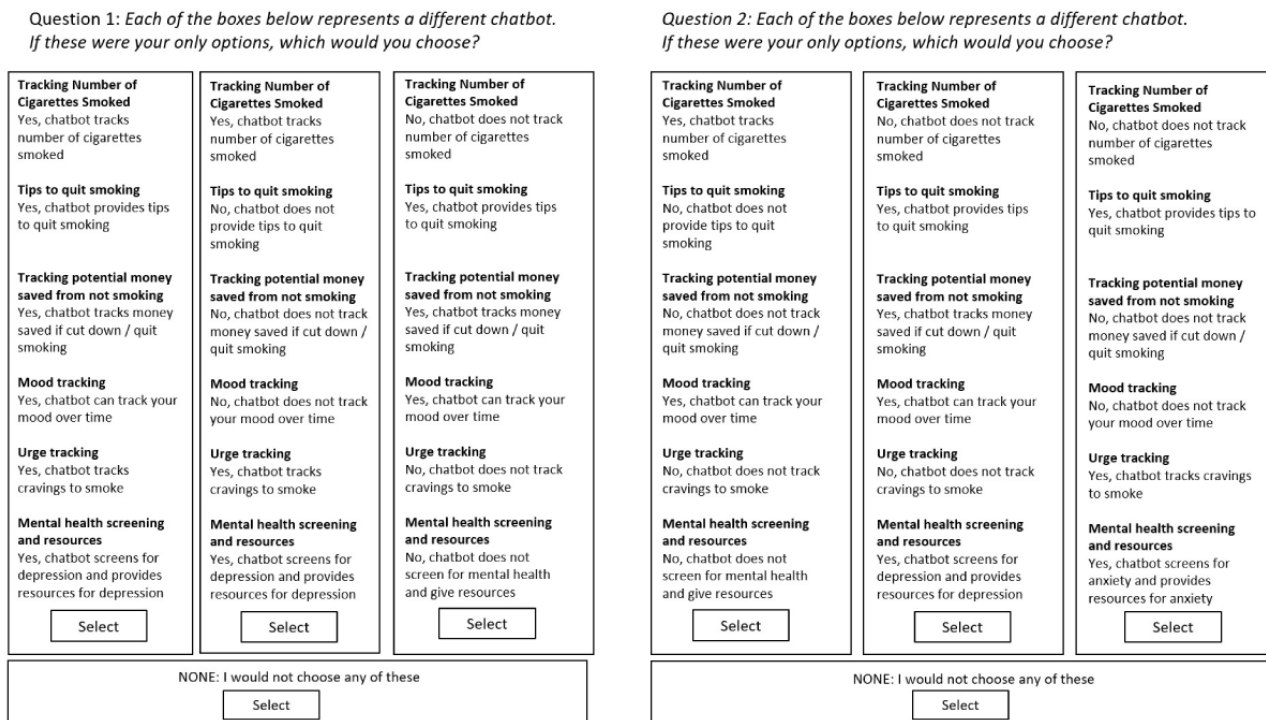 Question 1: Each of the boxes below represents a different chatbot.
If these were your only options, which would you choose?
Tracking Number of
Cigarettes Smoked
Yes, chatbot tracks
number of cigarettes
smoked
Tips to quit smoking
Yes, chatbot provides tips
to quit smoking
Tracking potential money
saved from not smoking
Yes, chatbot tracks money
saved if cut down / quit
smoking
Mood tracking
Yes, chatbot can track your
mood over time
Urge tracking
Yes, chatbot tracks
cravings to smoke
Mental health screening
and resources
Yes, chatbot screens for
depression and provides
resources for depression
Select
Tracking Number of
Cigarettes Smoked
Yes, chatbot tracks
number of cigarettes
smoked
Tips to quit smoking
No, chatbot does not
provide tips to quit
smoking
Tracking potential money
saved from not smoking
No, chatbot does not track
money saved if cut down /
quit smoking
Mood tracking
No, chatbot does not track
your mood over time
Urge tracking
Yes, chatbot tracks
cravings to smoke
Mental health screening
and resources
Yes, chatbot screens for
depression and provides
resources for depression
Select
Tracking Number of
Cigarettes Smoked
No, chatbot does not track
number of cigarettes
smoked
Tips to quit smoking
Yes, chatbot provides tips
to quit smoking
Tracking potential money
saved from not smoking
Yes, chatbot tracks money
saved if cut down / quit
smoking
Mood tracking
Yes, chatbot can track your
mood over time
Urge tracking
No, chatbot does not track
cravings to smoke
Mental health screening
and resources
No, chatbot does not
screen for mental health
and give resources
Select
NONE: I would not choose any of these
Select
Question 2: Each of the boxes below represents a different chatbot.
If these were your only options, which would you choose?
Tracking Number of
Cigarettes Smoked
Yes, chatbot tracks
number of cigarettes
smoked
Tips to quit smoking
No, chatbot does not
provide tips to quit
smoking
Tracking potential money
saved from not smoking
No, chatbot does not track
money saved if cut down /
quit smoking
Mood tracking
Yes, chatbot can track your
mood over time
Urge tracking
No, chatbot does not track
cravings to smoke
Mental health screening
and resources
No, chatbot does not
screen for mental health
and give resources
Select
Tracking Number of
Cigarettes Smoked
No, chatbot does not track
number of cigarettes
smoked
Tips to quit smoking
Yes, chatbot provides tips
to quit smoking
Tracking potential money
saved from not smoking
Yes, chatbot tracks money
saved if cut down / quit
smoking
Mood tracking
Yes, chatbot can track your
mood over time
Urge tracking
No, chatbot does not track
cravings to smoke
Mental health screening
and resources
Yes, chatbot screens for
depression and provides
resources for depression
Select
Tracking Number of
Cigarettes Smoked
No, chatbot does not track
number of cigarettes
smoked
Tips to quit smoking
Yes, chatbot provides tips to
quit smoking
Tracking potential money
saved from not smoking
No, chatbot does not track
money saved if cut down /
quit smoking
Mood tracking
No, chatbot does not track
your mood over time
Urge tracking
Yes, chatbot tracks cravings
to smoke
Mental health screening
and resources
Yes, chatbot screens for
anxiety and provides
resources for anxiety
Select
NONE: I would not choose any of these
Select